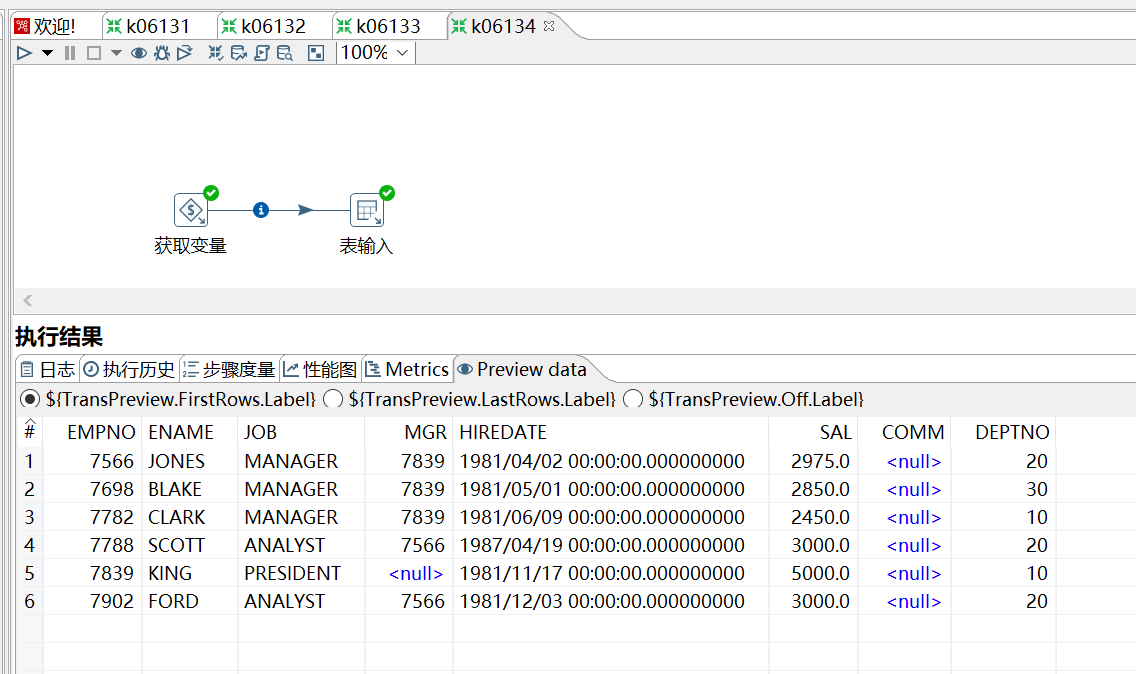 欢迎! k06131 k06132 k06133 k06134
100%
获取变量 表输入
执行结果
日志 执行历史 步骤度量 性能图 Metrics Preview data
${TransPreview.FirstRows.Label} ${TransPreview.LastRows.Label} ${TransPreview.Off.Label}
# EMPNO ENAME JOB MGR HIREDATE SAL COMM DEPTNO
1 7566 JONES MANAGER 7839 1981/04/02 00:00:00.000000000 2975.0 <null> 20
2 7698 BLAKE MANAGER 7839 1981/05/01 00:00:00.000000000 2850.0 <null> 30
3 7782 CLARK MANAGER 7839 1981/06/09 00:00:00.000000000 2450.0 <null> 10
4 7788 SCOTT ANALYST 7566 1987/04/19 00:00:00.000000000 3000.0 <null> 20
5 7839 KING PRESIDENT <null> 1981/11/17 00:00:00.000000000 5000.0 <null> 10
6 7902 FORD ANALYST 7566 1981/12/03 00:00:00.000000000 3000.0 <null> 20